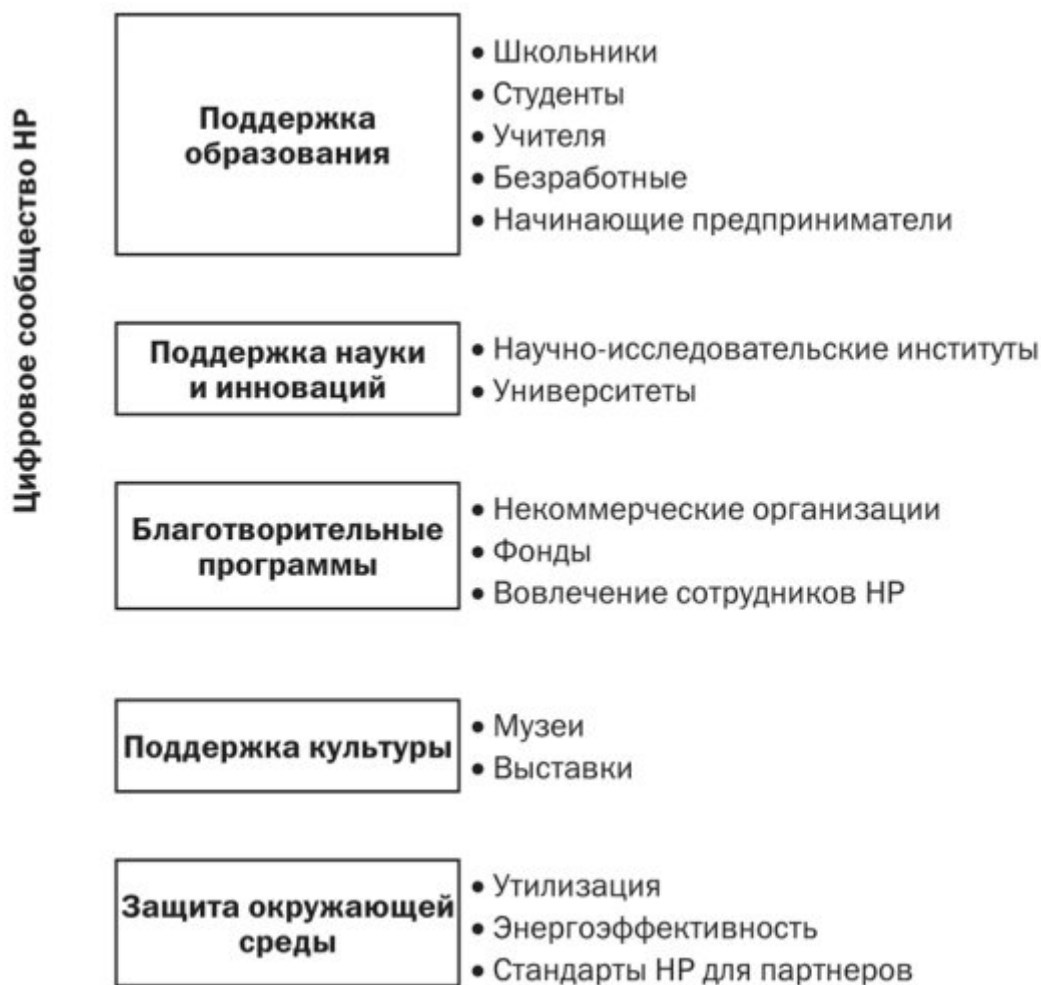 Цифровое сообщество HP
Поддержка
образования
• Школьники
• Студенты
• Учителя
• Безработные
• Начинающие предприниматели
Поддержка науки
и инноваций
• Научно-исследовательские институты
• Университеты
Благотворительные
программы
• Некоммерческие организации
• Фонды
• Вовлечение сотрудников HP
Поддержка культуры
• Музеи
• Выставки
Защита окружающей
среды
• Утилизация
• Энергоэффективность
• Стандарты HP для партнеров